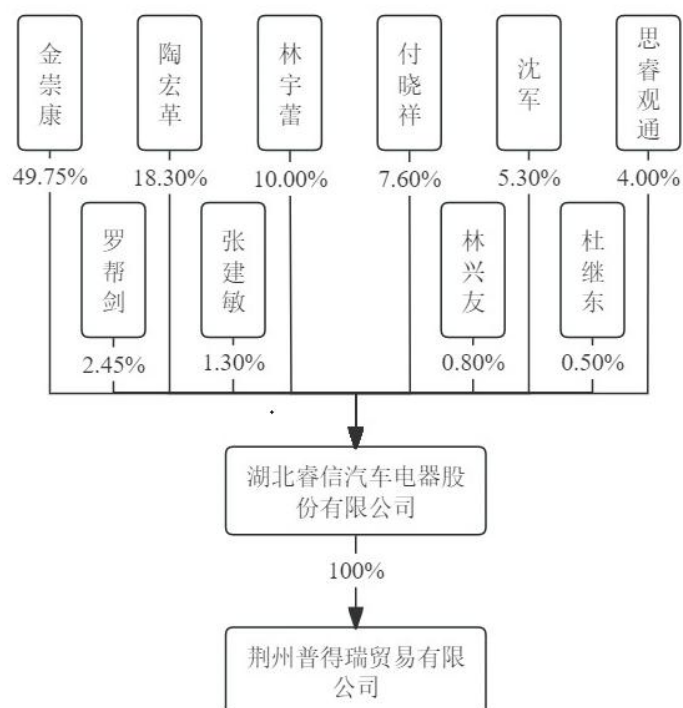 金崇康
陶宏革
林宇蕾
付晓祥
沈军
思睿观通
49.75%
18.30%
10.00%
7.60%
5.30%
4.00%
罗帮剑
张建敏
林兴友
杜继东
2.45%
1.30%
0.80%
0.50%
湖北睿信汽车电器股
份有限公司
100%
荆州普得瑞贸易有限
公司